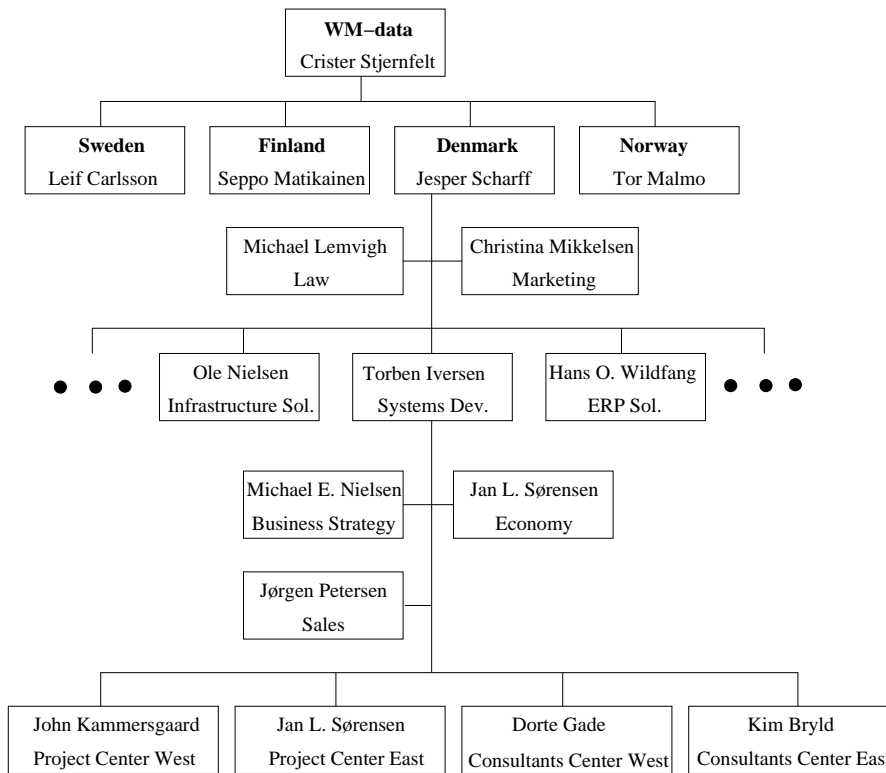 WM−data
Crister Stjernfelt
Sweden
Leif Carlsson
Finland
Seppo Matikainen
Denmark
Jesper Scharff
Norway
Tor Malmo
Michael Lemvigh
Law
Christina Mikkelsen
Marketing
Ole Nielsen
Infrastructure Sol.
Torben Iversen
Systems Dev.
Hans O. Wildfang
ERP Sol.
Michael E. Nielsen
Business Strategy
Jan L. Sørensen
Economy
Jørgen Petersen
Sales
John Kammersgaard
Project Center West
Jan L. Sørensen
Project Center East
Dorte Gade
Consultants Center West
Kim Bryld
Consultants Center East